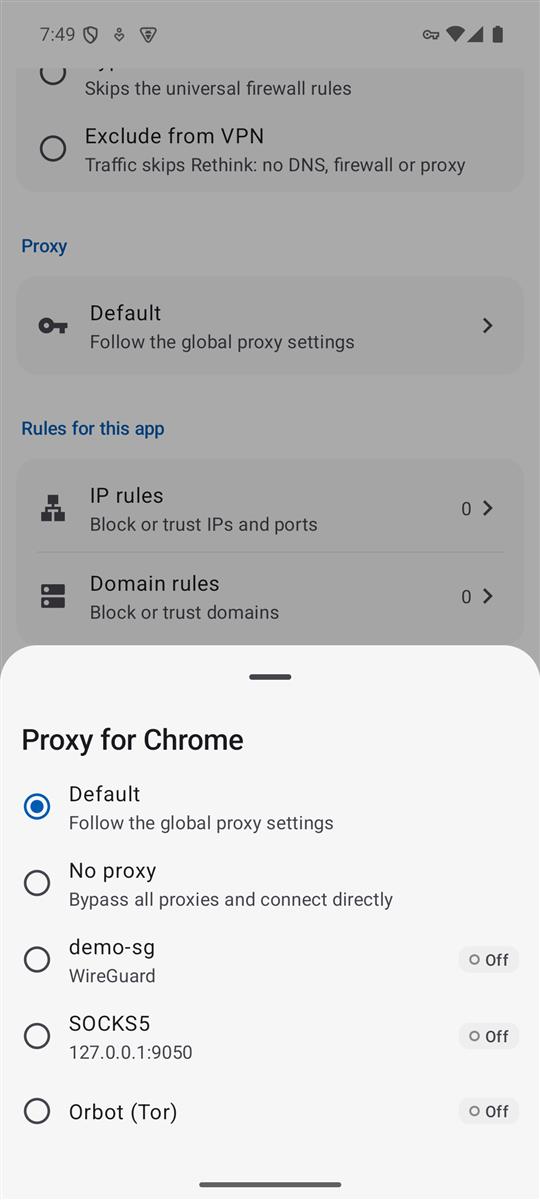 7:49
Skips the universal firewall rules
Exclude from VPN
Traffic skips Rethink: no DNS, firewall or proxy
Proxy
Default
Follow the global proxy settings
Rules for this app
IP rules
0
Block or trust IPs and ports
Domain rules
0
Block or trust domains
Proxy for Chrome
Default
Follow the global proxy settings
No proxy
Bypass all proxies and connect directly
demo-sg
Off
WireGuard
SOCKS5
Off
127.0.0.1:9050
Orbot (Tor)
Off